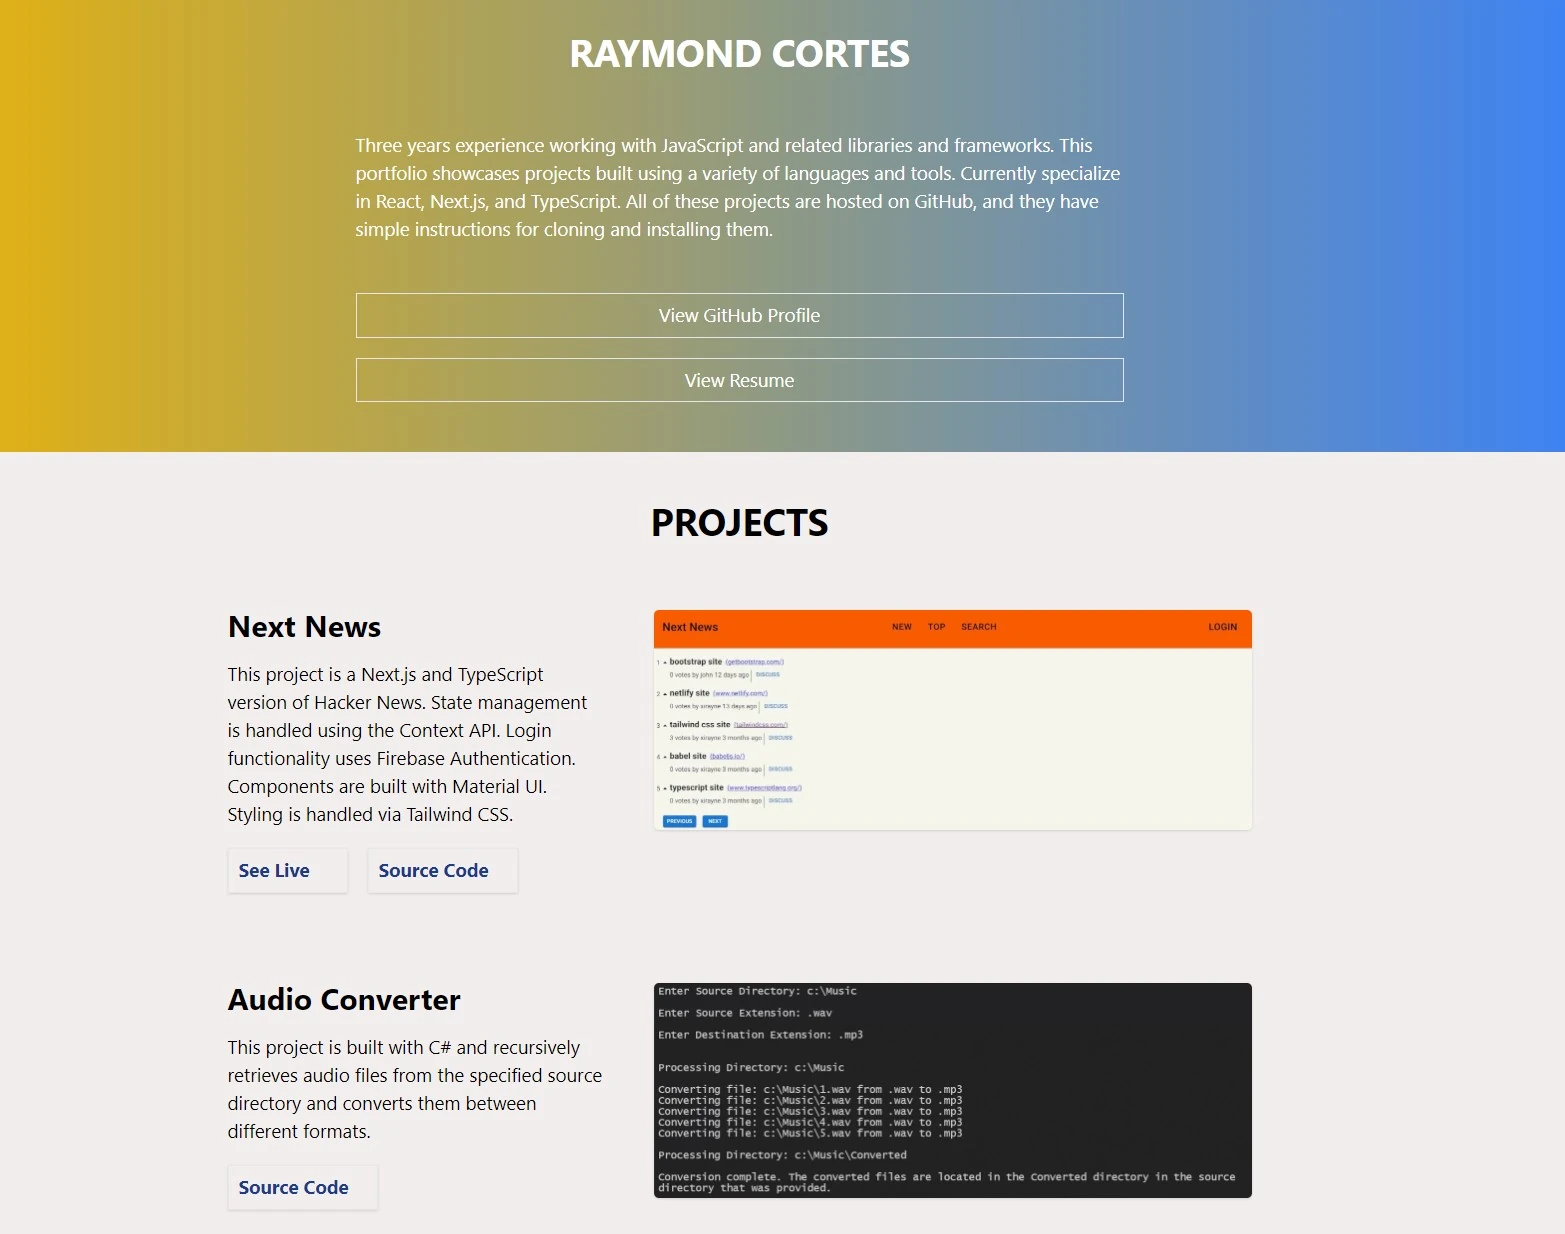 RAYMOND CORTES
Three years experience working with JavaScript and related libraries and frameworks. This
portfolio showcases projects built using a variety of languages and tools. Currently specialize
in React, Next.js, and TypeScript. All of these projects are hosted on GitHub, and they have
simple instructions for cloning and installing them.
View GitHub Profile
View Resume
PROJECTS
Next News
This project is a Next.js and TypeScript
version of Hacker News. State management
is handled using the Context API. Login
functionality uses Firebase Authentication.
Components are built with Material UI.
Styling is handled via Tailwind CSS.
See Live Source Code
Next News NEW TOP SEARCH LOGIN
1 bootstrap site (getbootstrap.com/)
0 votes by john 12 days ago DISCUSS
2 netlify site (www.netlify.com/)
0 votes by xirayne 13 days ago DISCUSS
3 tailwind css site (tailwindcss.com/)
0 votes by xirayne 3 months ago DISCUSS
4 babel site (babeljs.io/)
0 votes by xirayne 3 months ago DISCUSS
5 typescript site (www.typescriptlang.org/)
0 votes by xirayne 3 months ago DISCUSS
PREVIOUS NEXT
Audio Converter
This project is built with C# and recursively
retrieves audio files from the specified source
directory and converts them between
different formats.
Source Code
Enter Source Directory: c:\Music
Enter Source Extension: .wav
Enter Destination Extension: .mp3
Processing Directory: c:\Music
Converting file: c:\Music\1.wav from .wav to .mp3
Converting file: c:\Music\2.wav from .wav to .mp3
Converting file: c:\Music\3.wav from .wav to .mp3
Converting file: c:\Music\4.wav from .wav to .mp3
Converting file: c:\Music\5.wav from .wav to .mp3
Processing Directory: c:\Music\Converted
Conversion complete. The converted files are located in the Converted directory in the source
directory that was provided.